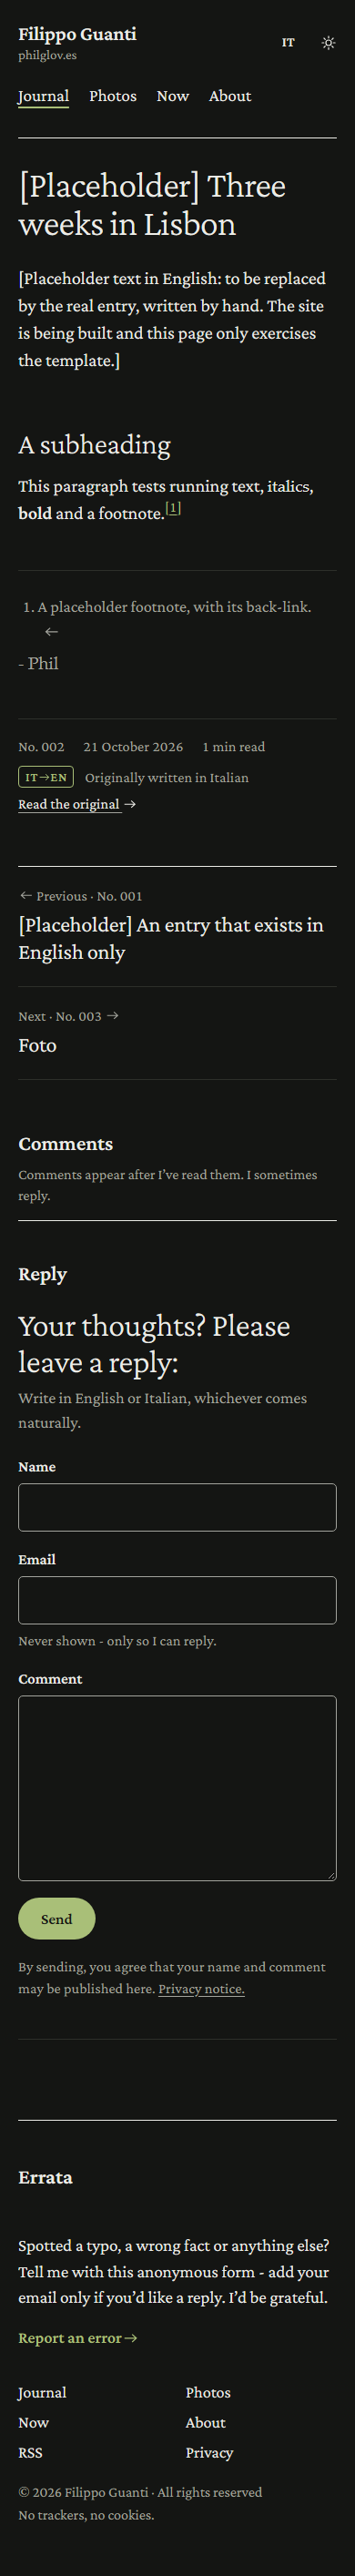 Filippo Guanti
philglov.es
IT
Journal Photos Now About
[Placeholder] Three
weeks in Lisbon
[Placeholder text in English: to be replaced
by the real entry, written by hand. The site
is being built and this page only exercises
the template.]
A subheading
This paragraph tests running text, italics,
bold and a footnote.[1]
1. A placeholder footnote, with its back-link.
←
- Phil
No. 002 21 October 2026 1 min read
IT→EN Originally written in Italian
Read the original →
← Previous · No. 001
[Placeholder] An entry that exists in
English only
Next · No. 003 →
Foto
Comments
Comments appear after I’ve read them. I sometimes
reply.
Reply
Your thoughts? Please
leave a reply:
Write in English or Italian, whichever comes
naturally.
Name
Email
Never shown - only so I can reply.
Comment
Send
By sending, you agree that your name and comment
may be published here. Privacy notice.
Errata
Spotted a typo, a wrong fact or anything else?
Tell me with this anonymous form - add your
email only if you’d like a reply. I’d be grateful.
Report an error →
Journal Photos
Now About
RSS Privacy
© 2026 Filippo Guanti · All rights reserved
No trackers, no cookies.